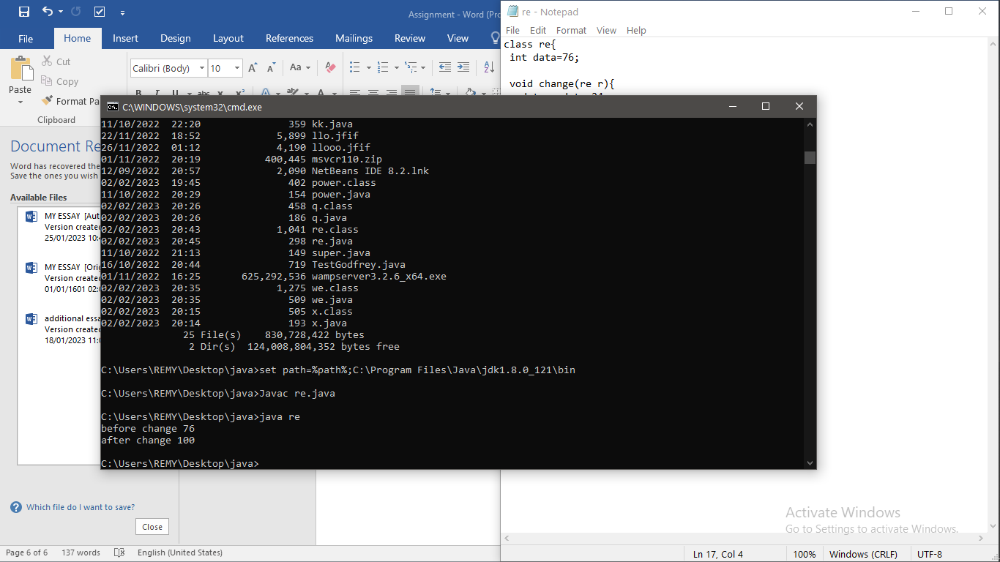 Assignment - Word (Pro
File Home Insert Design Layout References Mailings Review View
Paste
Cut
Copy
Format Pa
Clipboard
Calibri (Body) 10
Aa
B I U abc x x²
Document Re
Word has recovered the
Save the ones you wish
Available Files
MY ESSAY [Aut
Version created
25/01/2023 10:4
MY ESSAY [Orig
Version created
01/01/1601 02:0
additional essa
Version created
18/01/2023 11:0
Which file do I want to save?
Close
Page 6 of 6 137 words English (United States)
re - Notepad
File Edit Format View Help
class re{
int data=76;
void change(re r){
C:\WINDOWS\system32\cmd.exe
11/10/2022 22:20 359 kk.java
22/11/2022 18:52 5,899 llo.jfif
26/11/2022 01:12 4,190 llooo.jfif
01/11/2022 20:19 400,445 msvcr110.zip
12/09/2022 20:57 2,090 NetBeans IDE 8.2.lnk
02/02/2023 19:45 402 power.class
11/10/2022 20:29 154 power.java
02/02/2023 20:26 458 q.class
02/02/2023 20:26 186 q.java
02/02/2023 20:43 1,041 re.class
02/02/2023 20:45 298 re.java
11/10/2022 21:13 149 super.java
16/10/2022 20:44 719 TestGodfrey.java
01/11/2022 16:25 625,292,536 wampserver3.2.6_x64.exe
02/02/2023 20:35 1,275 we.class
02/02/2023 20:35 509 we.java
02/02/2023 20:15 505 x.class
02/02/2023 20:14 193 x.java
25 File(s) 830,728,422 bytes
2 Dir(s) 124,008,804,352 bytes free
C:\Users\REMY\Desktop\java>set path=%path%;C:\Program Files\Java\jdk1.8.0_121\bin
C:\Users\REMY\Desktop\java>Javac re.java
C:\Users\REMY\Desktop\java>java re
before change 76
after change 100
C:\Users\REMY\Desktop\java>
Activate Windows
Go to Settings to activate Windows.
Ln 17, Col 4 100% Windows (CRLF) UTF-8